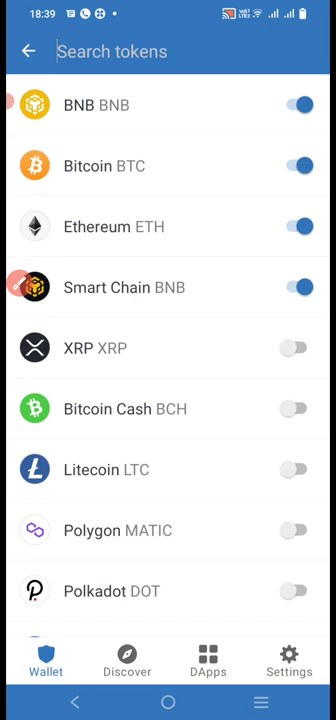 18:39
Search tokens
BNB BNB
Bitcoin BTC
Ethereum ETH
Smart Chain BNB
XRP XRP
Bitcoin Cash BCH
Litecoin LTC
Polygon MATIC
Polkadot DOT
Wallet Discover DApps Settings